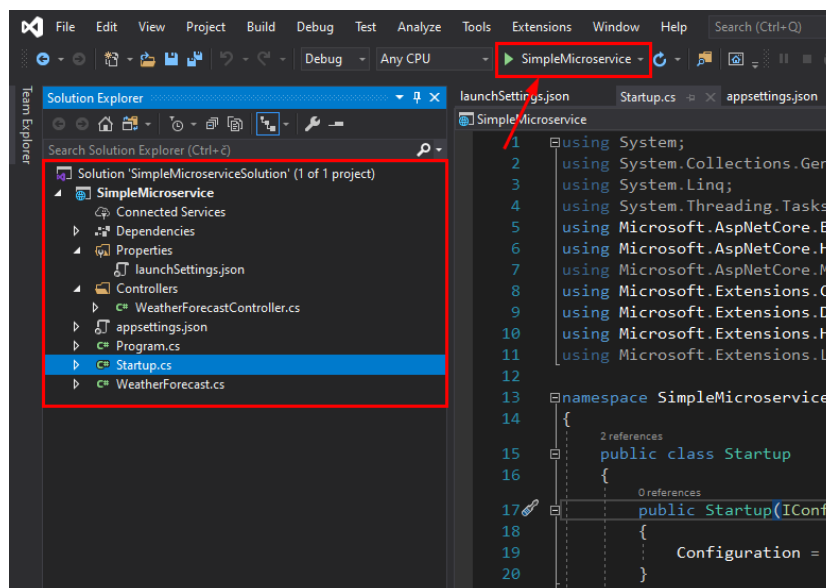 File Edit View Project Build Debug Test Analyze Tools Extensions Window Help Search (Ctrl+Q)
Debug Any CPU SimpleMicroservice
Team Explorer
Solution Explorer
Search Solution Explorer (Ctrl+č)
Solution 'SimpleMicroserviceSolution' (1 of 1 project)
SimpleMicroservice
Connected Services
Dependencies
Properties
launchSettings.json
Controllers
C# WeatherForecastController.cs
appsettings.json
C# Program.cs
C# Startup.cs
C# WeatherForecast.cs
launchSettings.json Startup.cs appsettings.json
SimpleMicroservice
1 using System;
2 using System.Collections.Ger
3 using System.Linq;
4 using System.Threading.Tasks
5 using Microsoft.AspNetCore.B
6 using Microsoft.AspNetCore.H
7 using Microsoft.AspNetCore.M
8 using Microsoft.Extensions.C
9 using Microsoft.Extensions.D
10 using Microsoft.Extensions.H
11 using Microsoft.Extensions.L
12
13 namespace SimpleMicroservice
14 {
2 references
15 public class Startup
16 {
0 references
17 public Startup(IConf
18 {
19 Configuration =
20 }